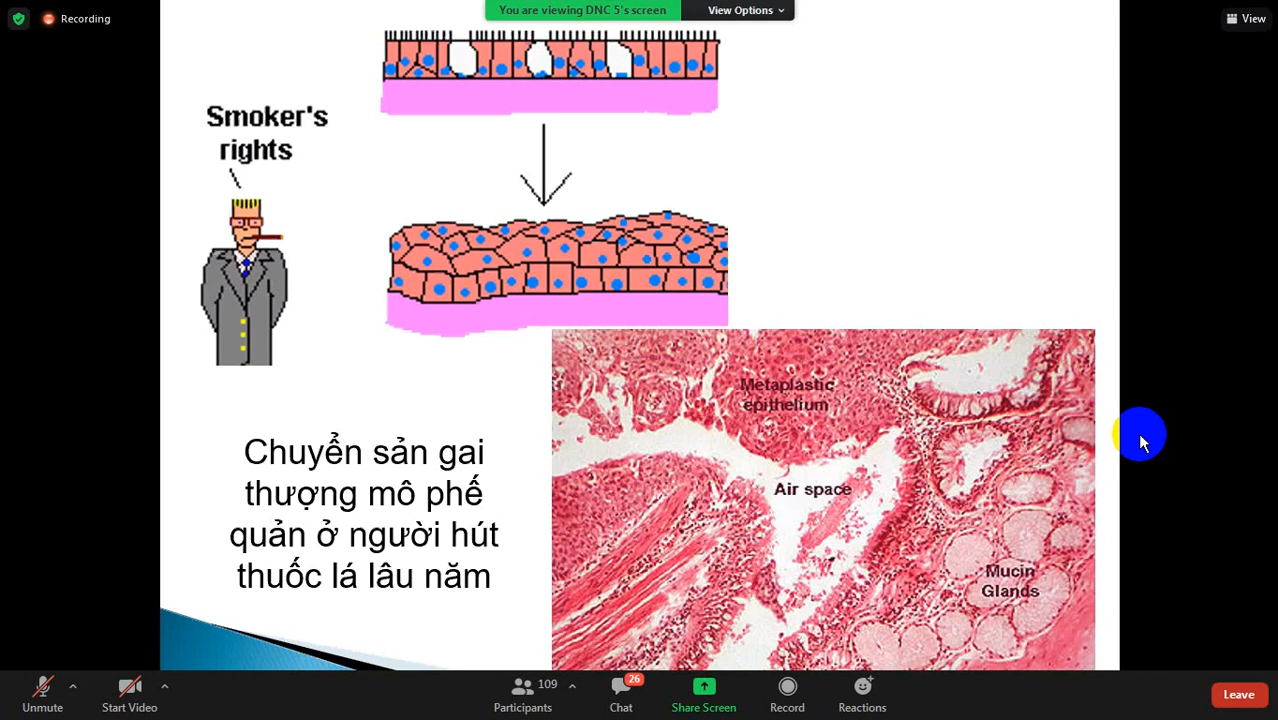 You are viewing DNC 5's screen
View Options
Recording
View
Smoker's
rights
Metaplastic
epithelium
Air space
Mucin
Glands
Chuyển sản gai
thượng mô phế
quản ở người hút
thuốc lá lâu năm
Unmute
Start Video
109
Participants
26
Chat
Share Screen
Record
Reactions
Leave